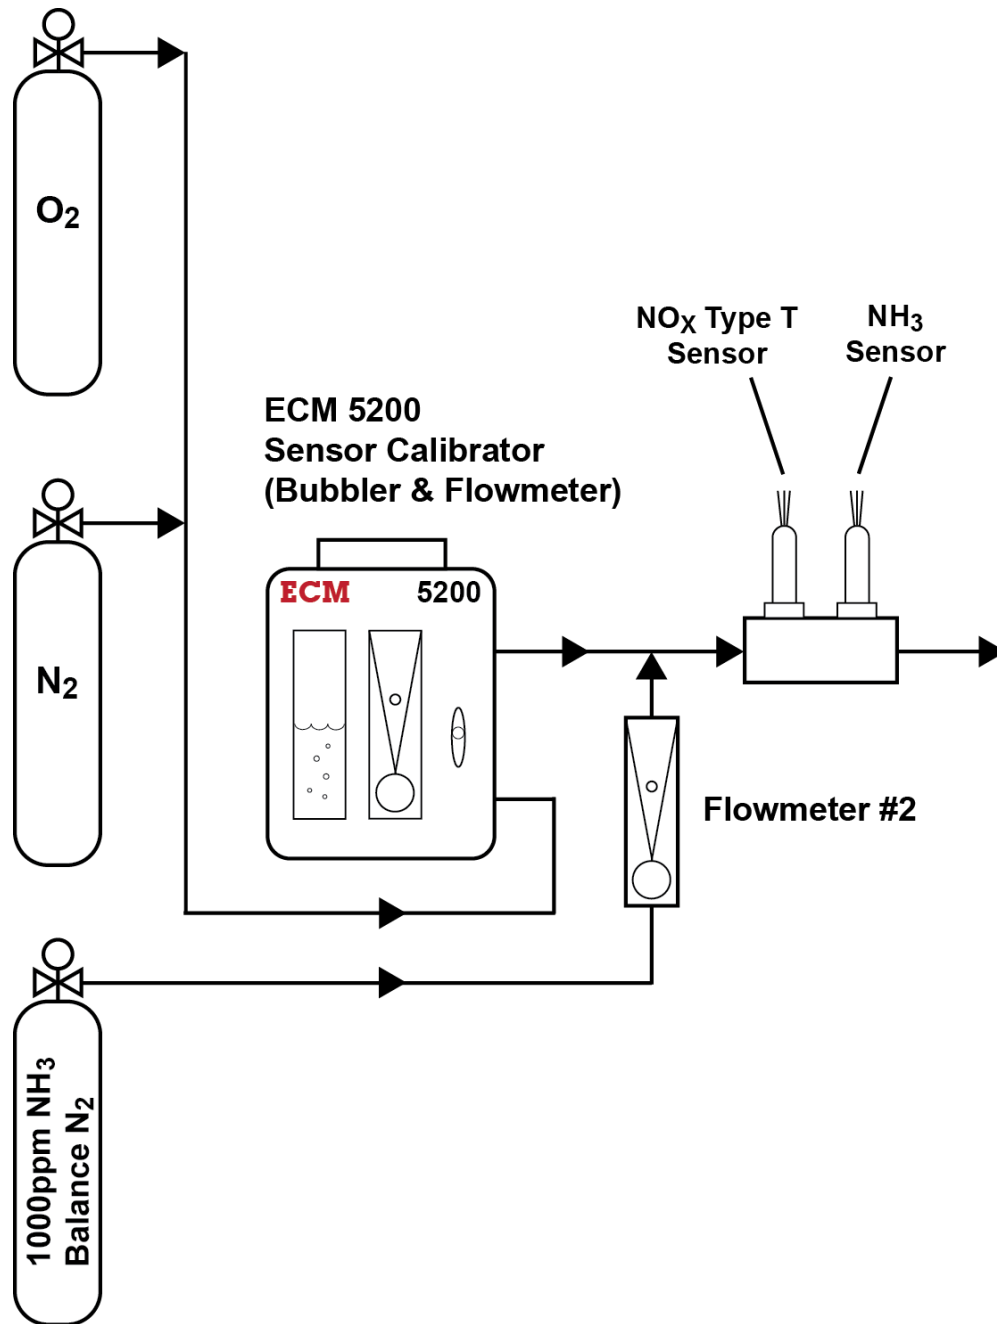 O₂
NOX Type T
Sensor
NH₃
Sensor
ECM 5200
Sensor Calibrator
(Bubbler & Flowmeter)
ECM 5200
N₂
Flowmeter #2
1000ppm NH₃
Balance N₂